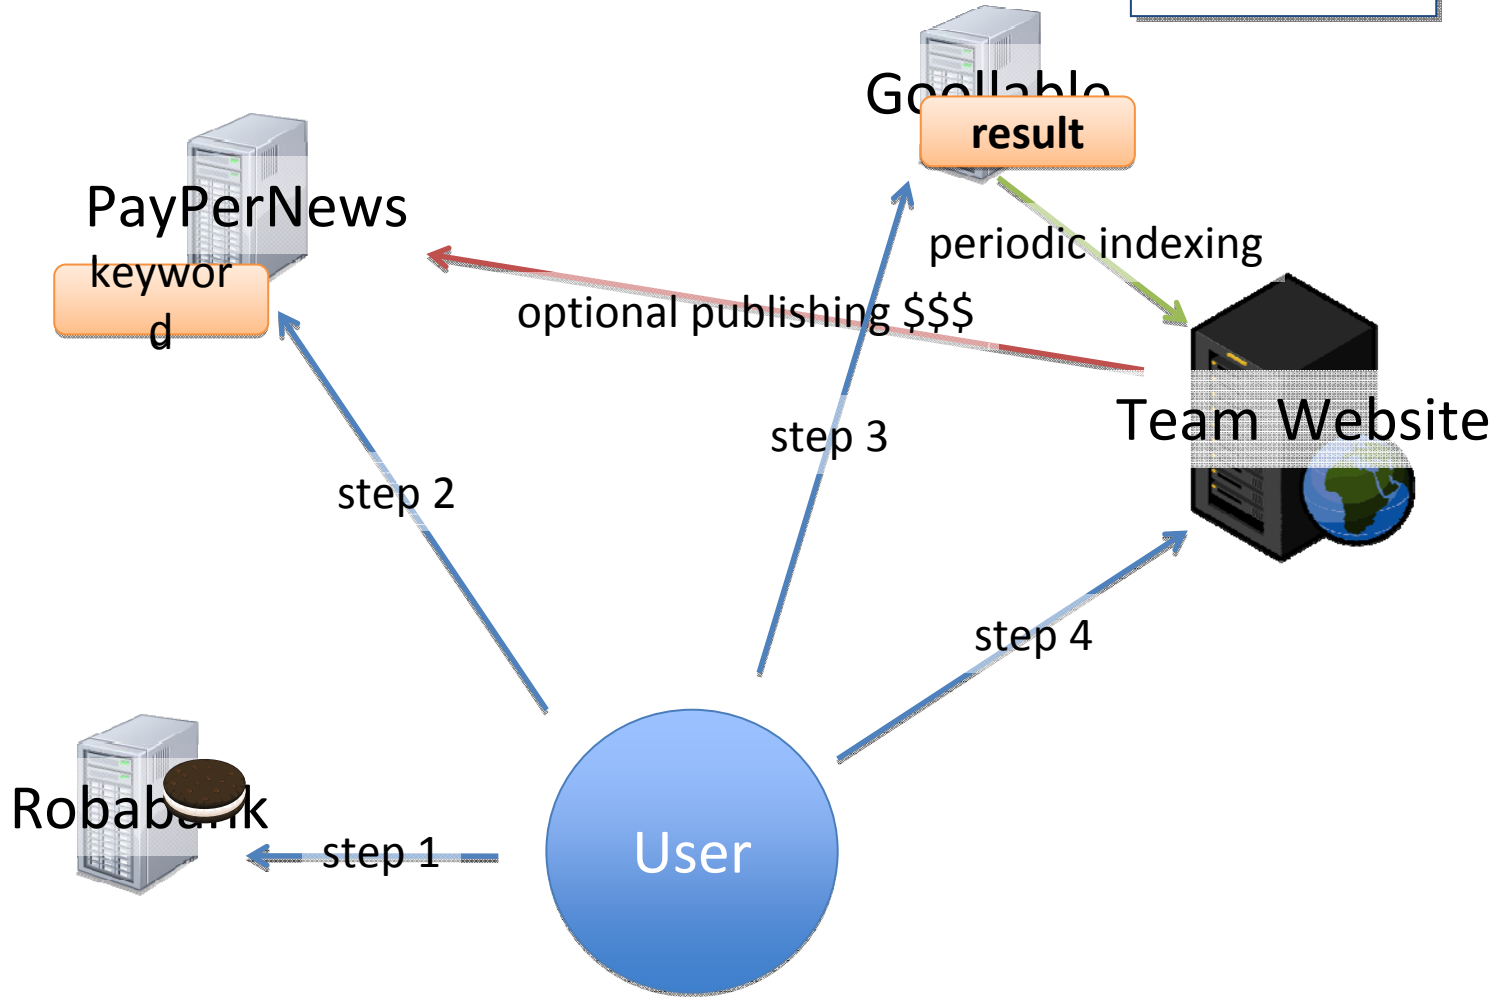 Goollable
result
PayPerNews
periodic indexing
keywor
d
optional publishing $$$
Team Website
step 3
step 2
step 4
Robabank
step 1
User